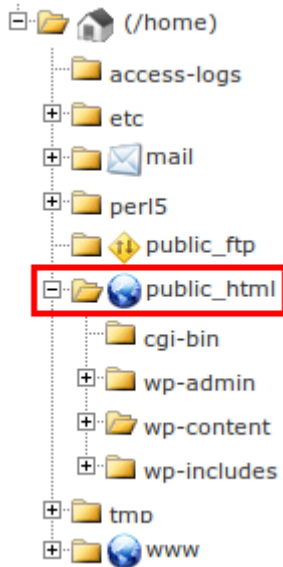 (/home)
access-logs
etc
mail
perl5
public_ftp
public_html
cgi-bin
wp-admin
wp-content
wp-includes
tmp
www